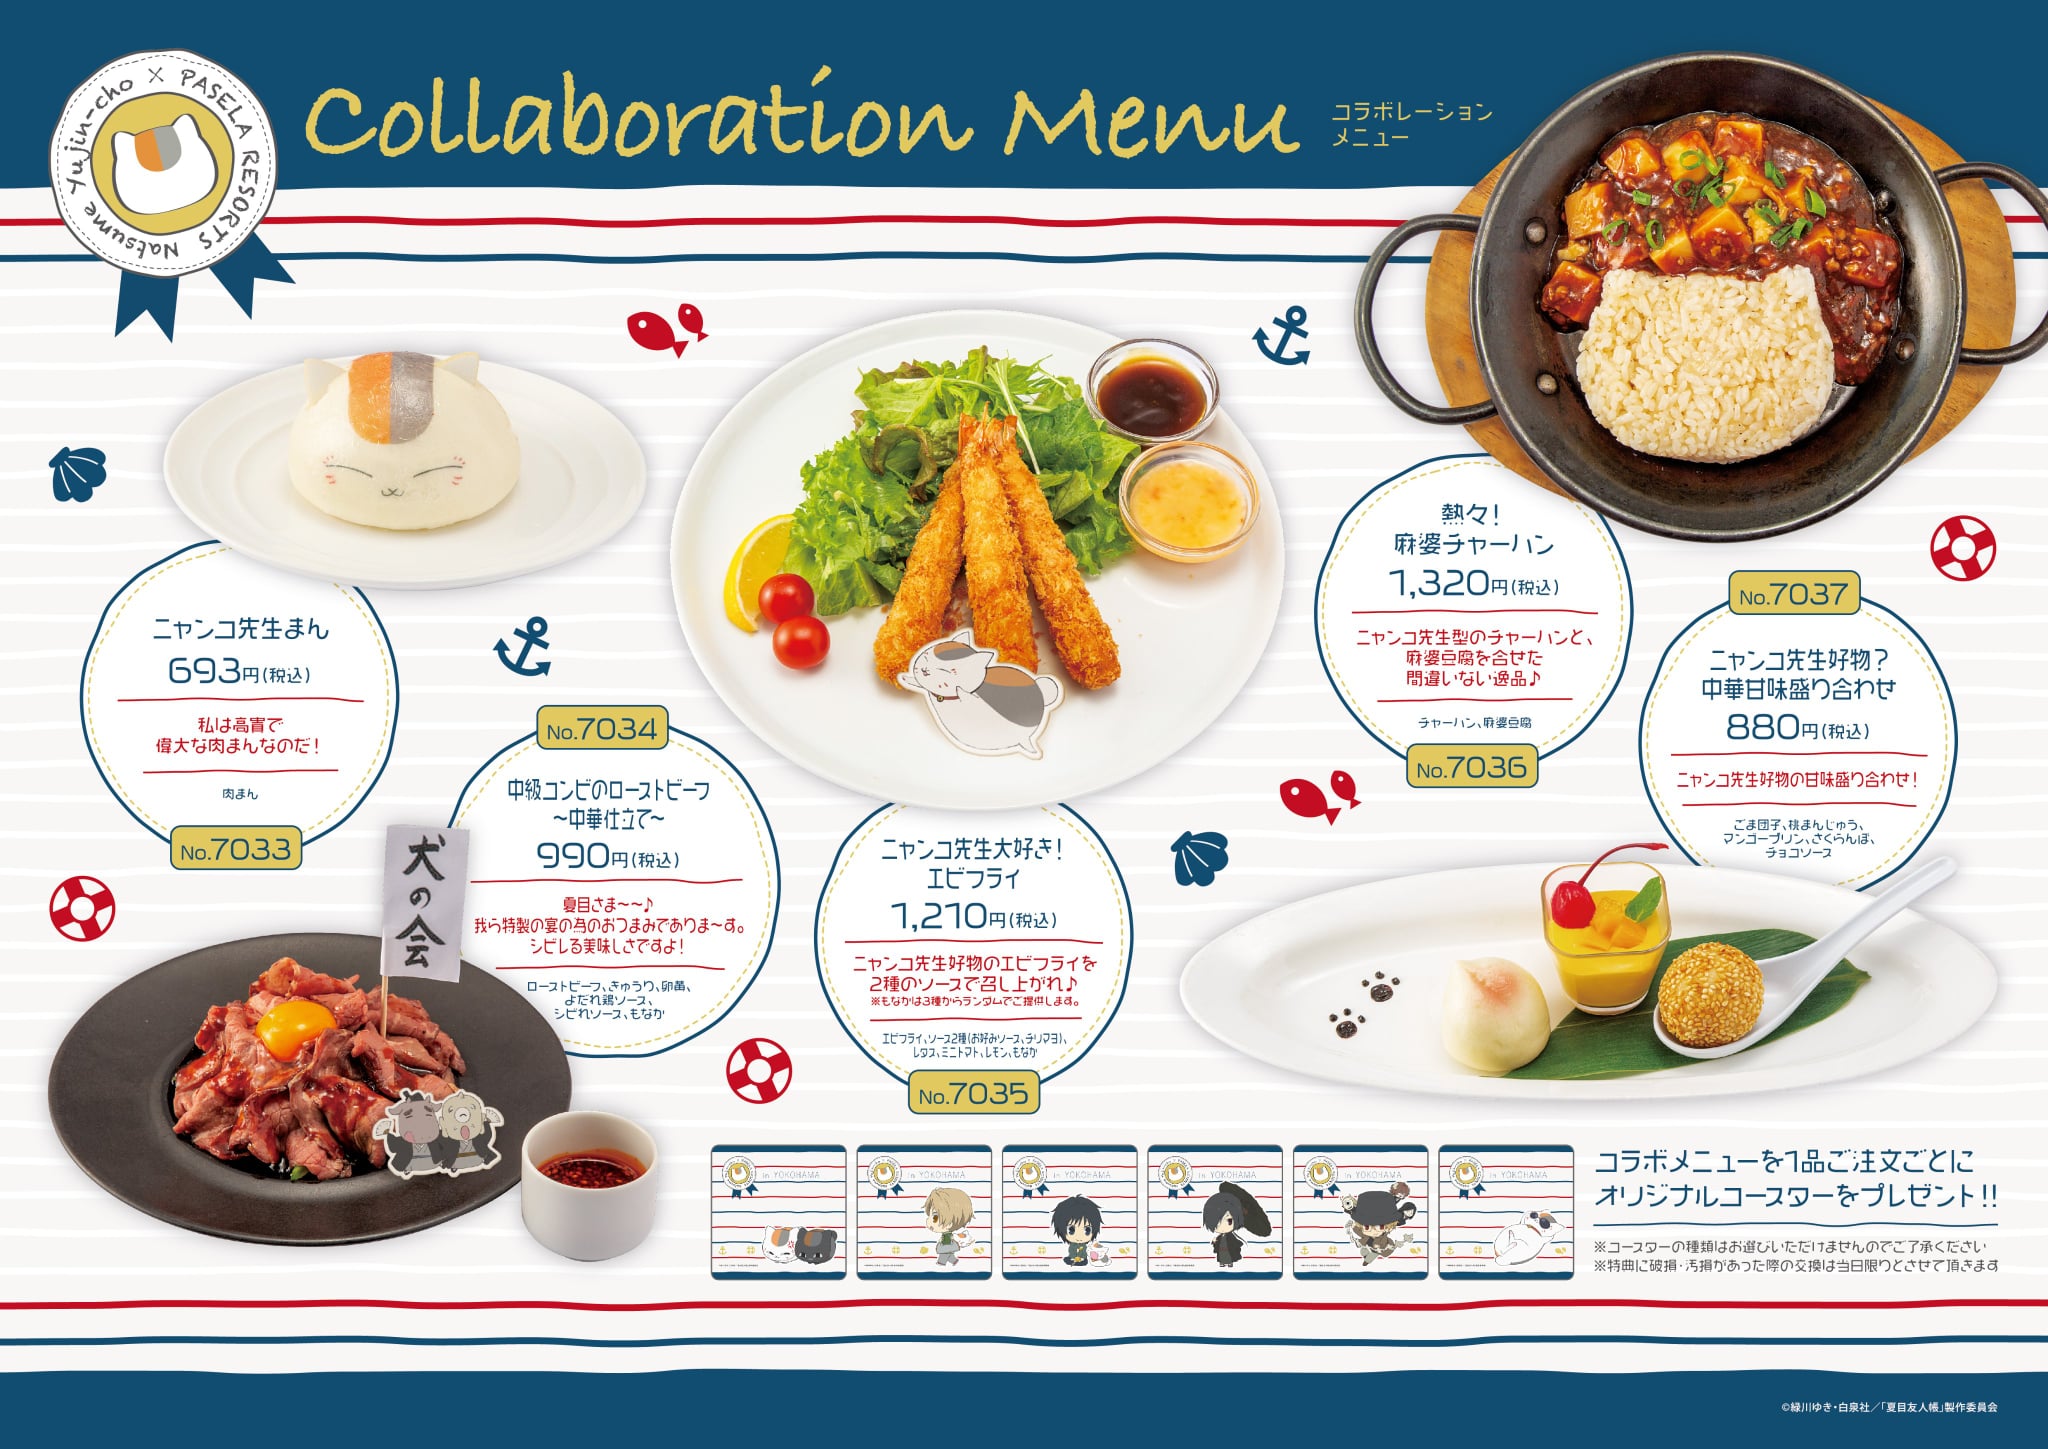 Natsume Yujin-cho × PASELA RESORTS
Collaboration Menu
コラボレーション
メニュー
ニャンコ先生まん
693円(税込)
私は高貴で
偉大な肉まんなのだ!
肉まん
No.7033
No.7034
中級コンビのローストビーフ
~中華仕立て~
990円(税込)
夏目さま~~♪
我ら特製の宴の為のおつまみでありま~す。
シビレる美味しさですよ!
ローストビーフ、きゅうり、卵黄、
よだれ鶏ソース、
シビれソース、もなか
犬の会
ニャンコ先生大好き!
エビフライ
1,210円(税込)
ニャンコ先生好物のエビフライを
2種のソースで召し上がれ♪
※もなかは3種からランダムでご提供します。
エビフライ、ソース2種(お好みソース、チリマヨ)、
レタス、ミニトマト、レモン、もなか
No.7035
熱々!
麻婆チャーハン
1,320円(税込)
ニャンコ先生型のチャーハンと、
麻婆豆腐を合せた
間違いない逸品♪
チャーハン、麻婆豆腐
No.7036
No.7037
ニャンコ先生好物?
中華甘味盛り合わせ
880円(税込)
ニャンコ先生好物の甘味盛り合わせ!
ごま団子、桃まんじゅう、
マンゴープリン、さくらんぼ、
チョコソース
in YOKOHAMA
in YOKOHAMA
in YOKOHAMA
in YOKOHAMA
in YOKOHAMA
in YOKOHAMA
コラボメニューを1品ご注文ごとに
オリジナルコースターをプレゼント!!
※コースターの種類はお選びいただけませんのでご了承ください
※特典に破損・汚損があった際の交換は当日限りとさせて頂きます
©緑川ゆき・白泉社/「夏目友人帳」製作委員会